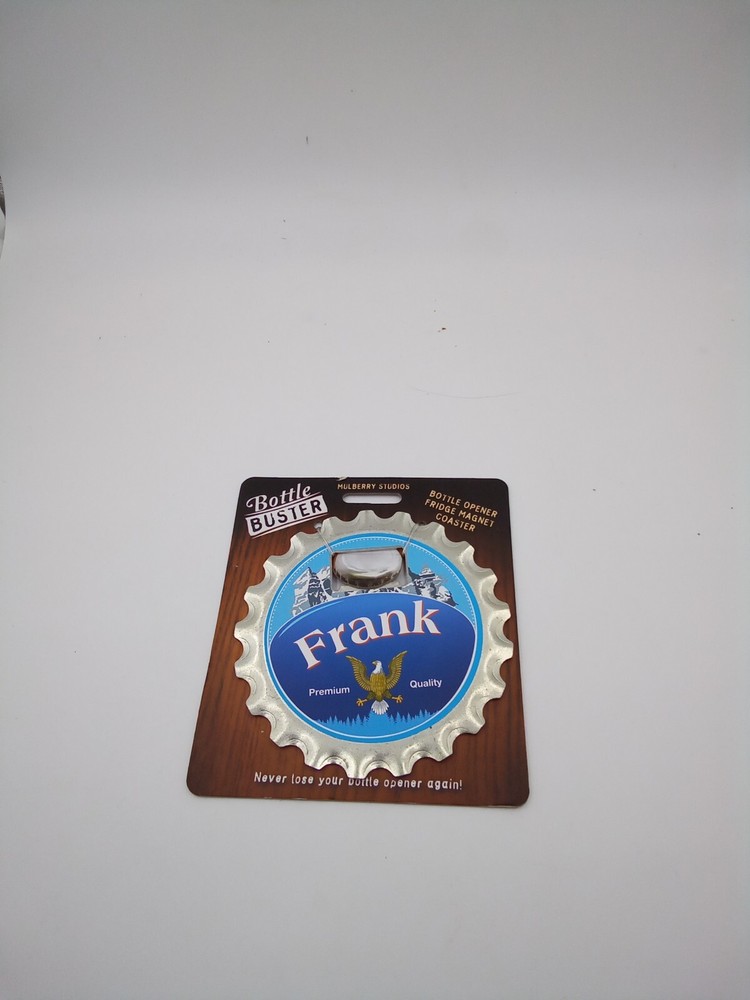 Bottle
BUSTER
MULBERRY STUDIOS
BOTTLE OPENER
FRIDGE MAGNET
COASTER
Frank
Premium Quality
Never lose your bottle opener again!